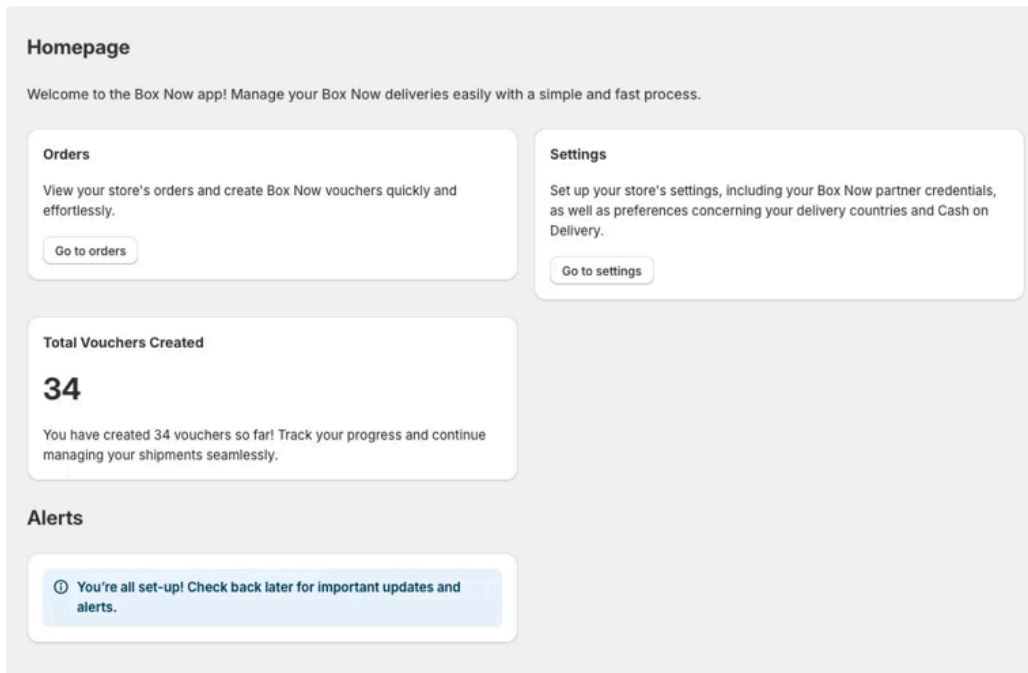 Homepage
Welcome to the Box Now app! Manage your Box Now deliveries easily with a simple and fast process.
Orders
View your store's orders and create Box Now vouchers quickly and
effortlessly.
Go to orders
Settings
Set up your store's settings, including your Box Now partner credentials,
as well as preferences concerning your delivery countries and Cash on
Delivery.
Go to settings
Total Vouchers Created
34
You have created 34 vouchers so far! Track your progress and continue
managing your shipments seamlessly.
Alerts
You're all set-up! Check back later for important updates and
alerts.